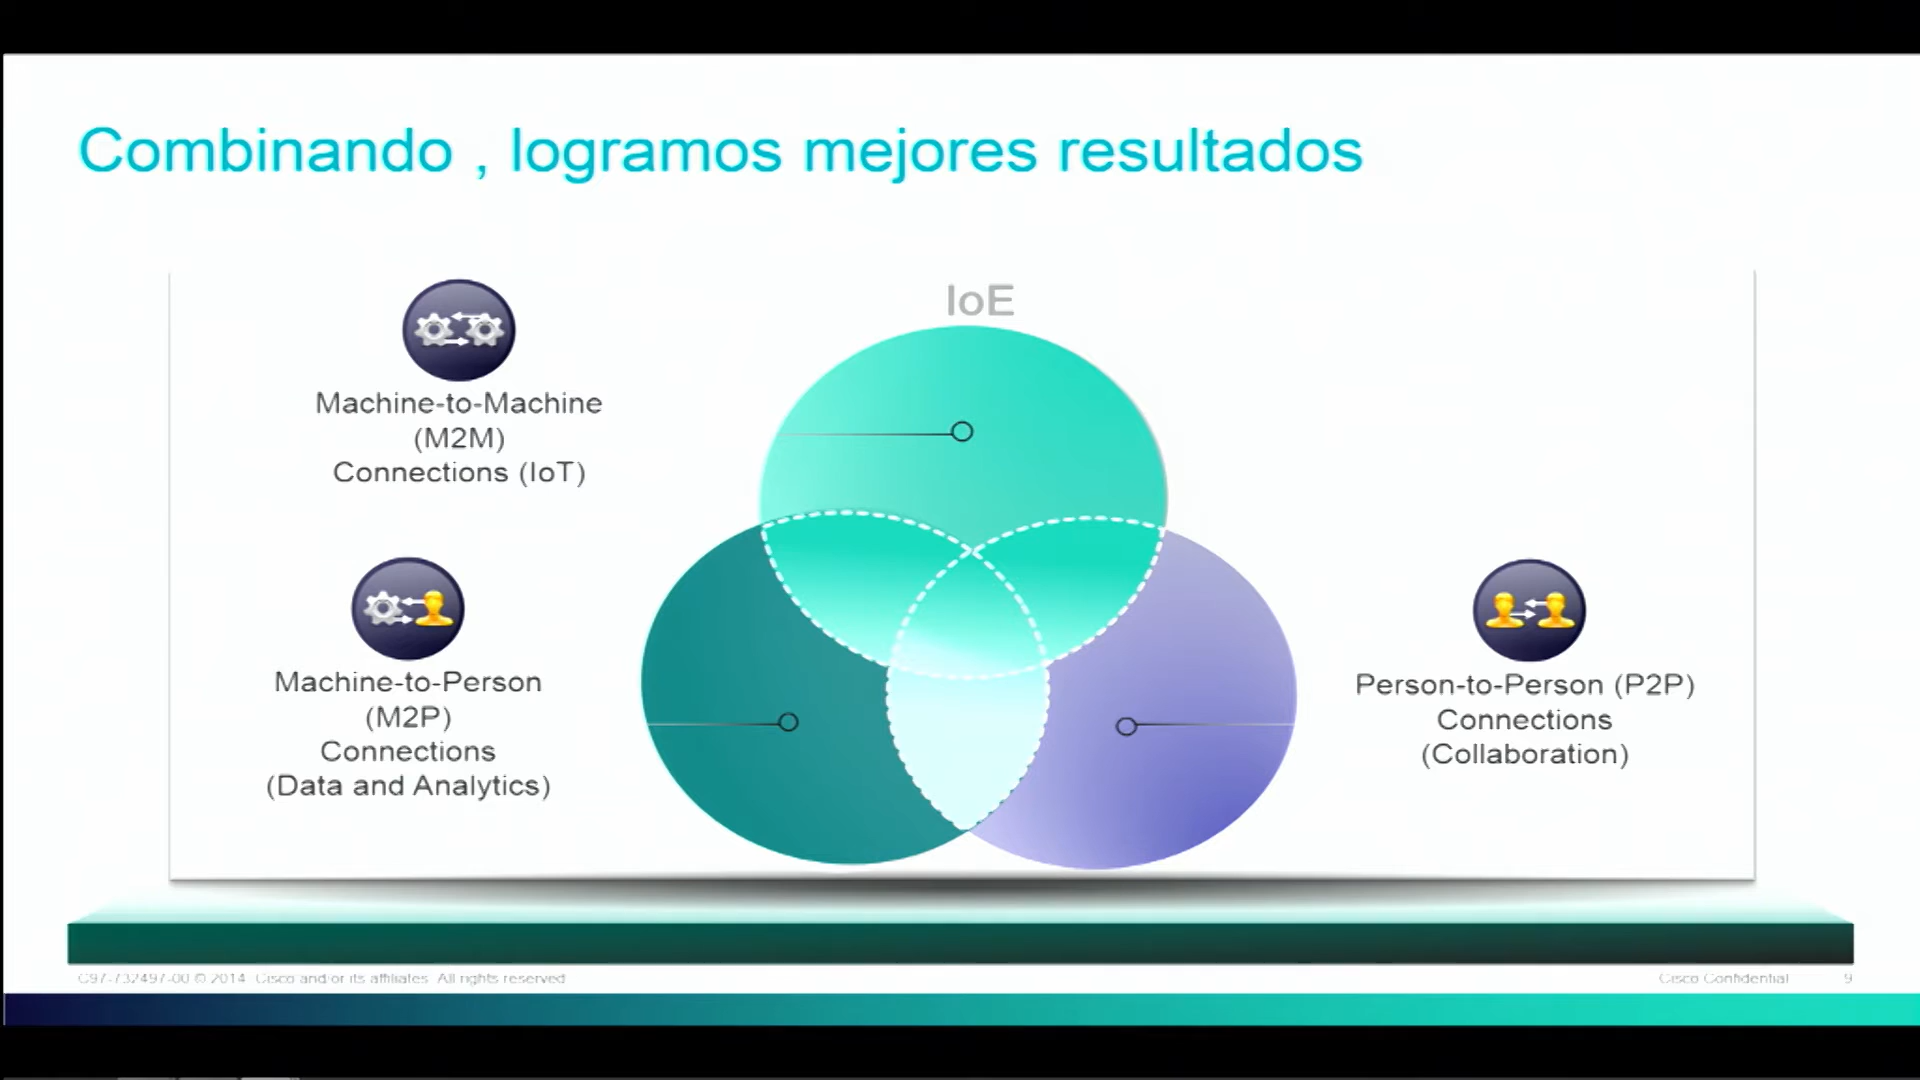 Combinando , logramos mejores resultados
IoE
Machine-to-Machine
(M2M)
Connections (IoT)
Machine-to-Person
(M2P)
Connections
(Data and Analytics)
Person-to-Person (P2P)
Connections
(Collaboration)
C97-732497-00 © 2014 Cisco and/or its affiliates. All rights reserved
Cisco Confidential
9